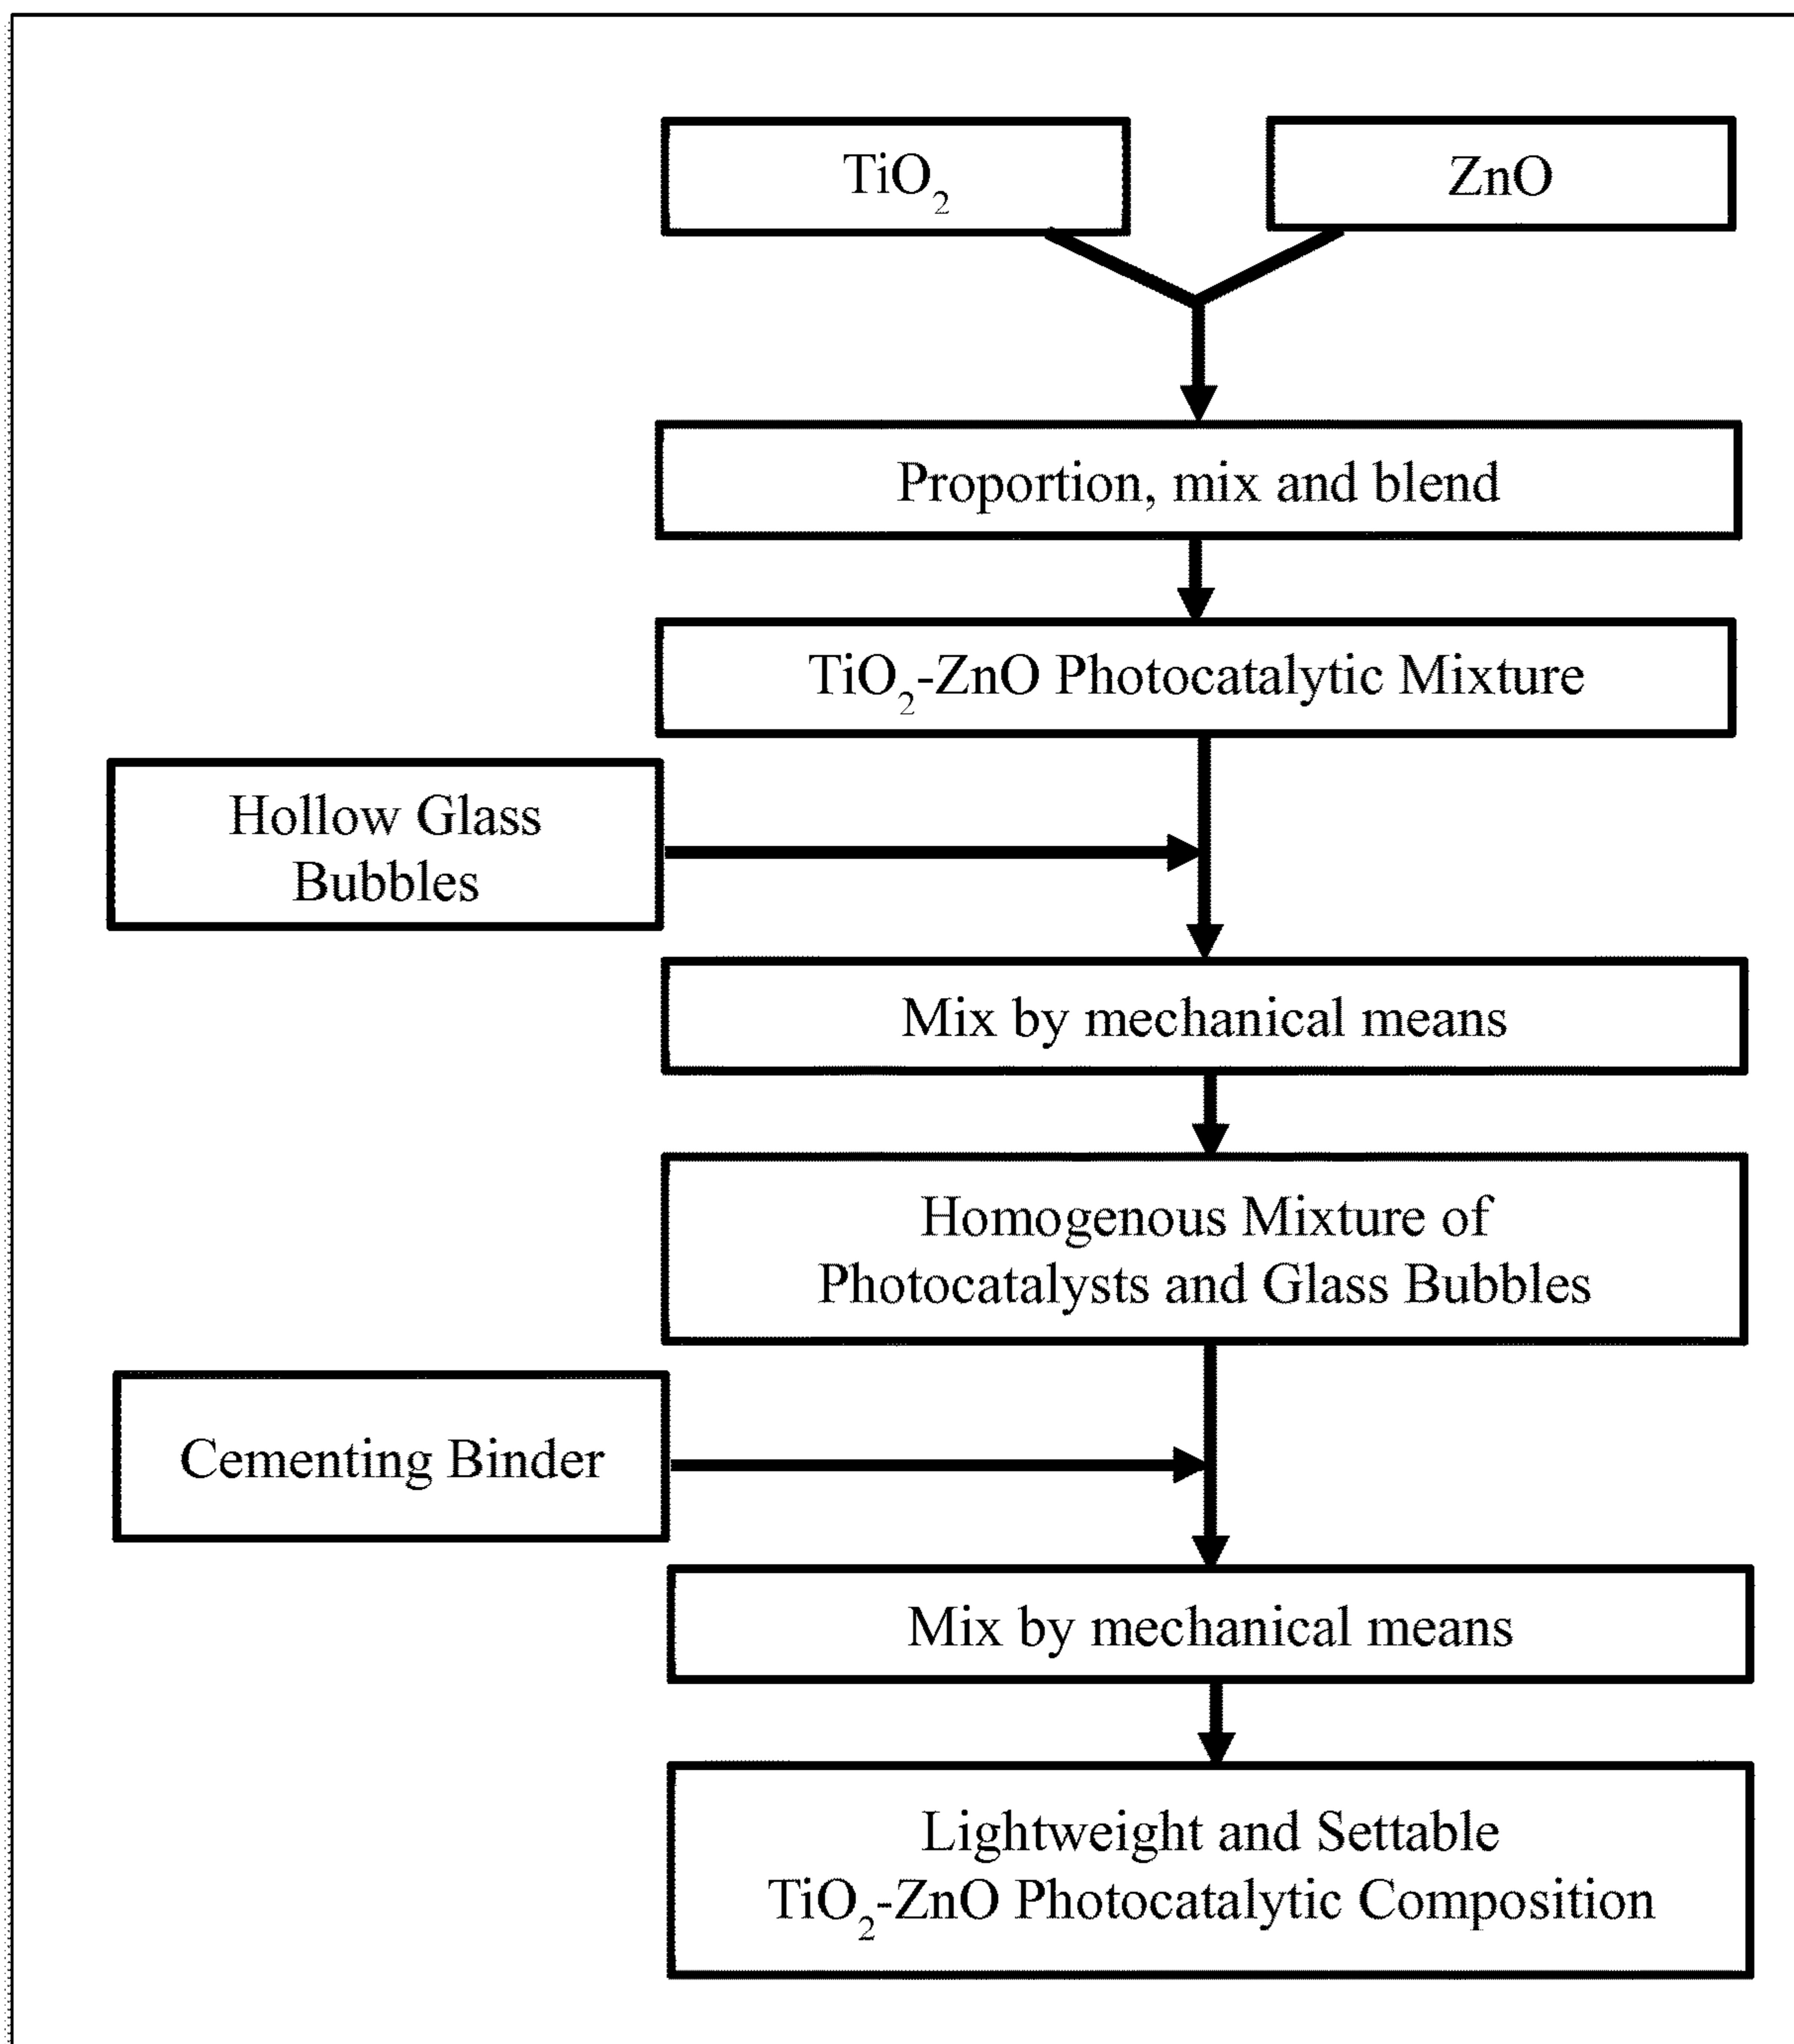 TiO₂
ZnO
Proportion, mix and blend
TiO₂-ZnO Photocatalytic Mixture
Hollow Glass
Bubbles
Mix by mechanical means
Homogenous Mixture of
Photocatalysts and Glass Bubbles
Cementing Binder
Mix by mechanical means
Lightweight and Settable
TiO₂-ZnO Photocatalytic Composition